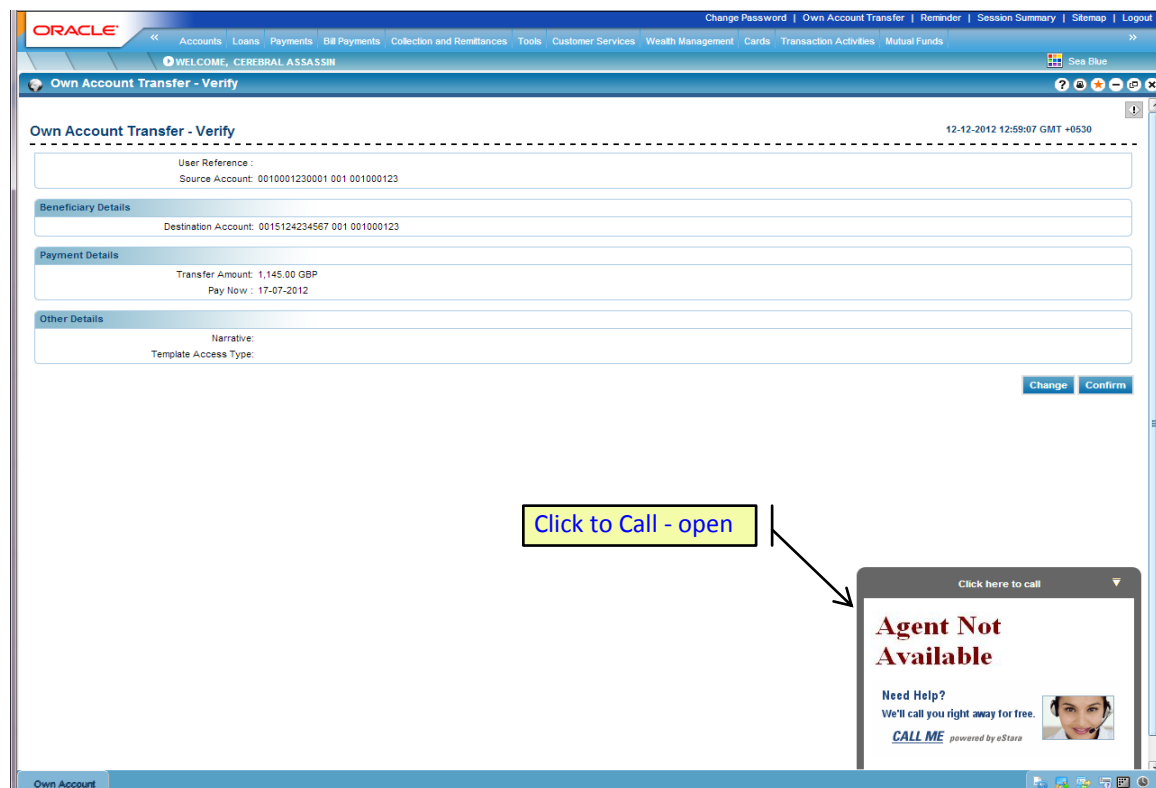 Change Password | Own Account Transfer | Reminder | Session Summary | Sitemap | Logout
ORACLE
« Accounts Loans Payments Bill Payments Collection and Remittances Tools Customer Services Wealth Management Cards Transaction Activities Mutual Funds »
WELCOME, CEREBRAL ASSASSIN Sea Blue
Own Account Transfer - Verify
Own Account Transfer - Verify 12-12-2012 12:59:07 GMT +0530
User Reference :
Source Account: 0010001230001 001 001000123
Beneficiary Details
Destination Account: 0015124234567 001 001000123
Payment Details
Transfer Amount: 1,145.00 GBP
Pay Now : 17-07-2012
Other Details
Narrative:
Template Access Type:
Change Confirm
Click to Call - open
Click here to call
Agent Not
Available
Need Help?
We'll call you right away for free.
CALL ME powered by eStara
Own Account